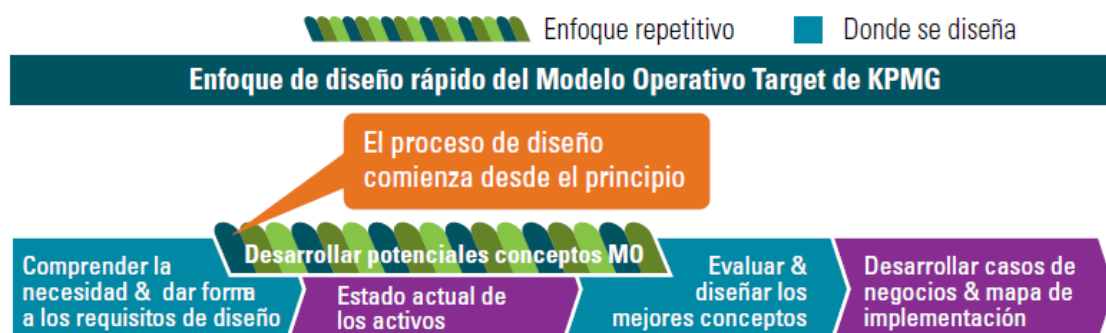 Enfoque repetitivo
Donde se diseña
Enfoque de diseño rápido del Modelo Operativo Target de KPMG
El proceso de diseño
comienza desde el principio
Desarrollar potenciales conceptos MO
Comprender la
necesidad & dar forma
a los requisitos de diseño
Estado actual de
los activos
Evaluar &
diseñar los
mejores conceptos
Desarrollar casos de
negocios & mapa de
implementación